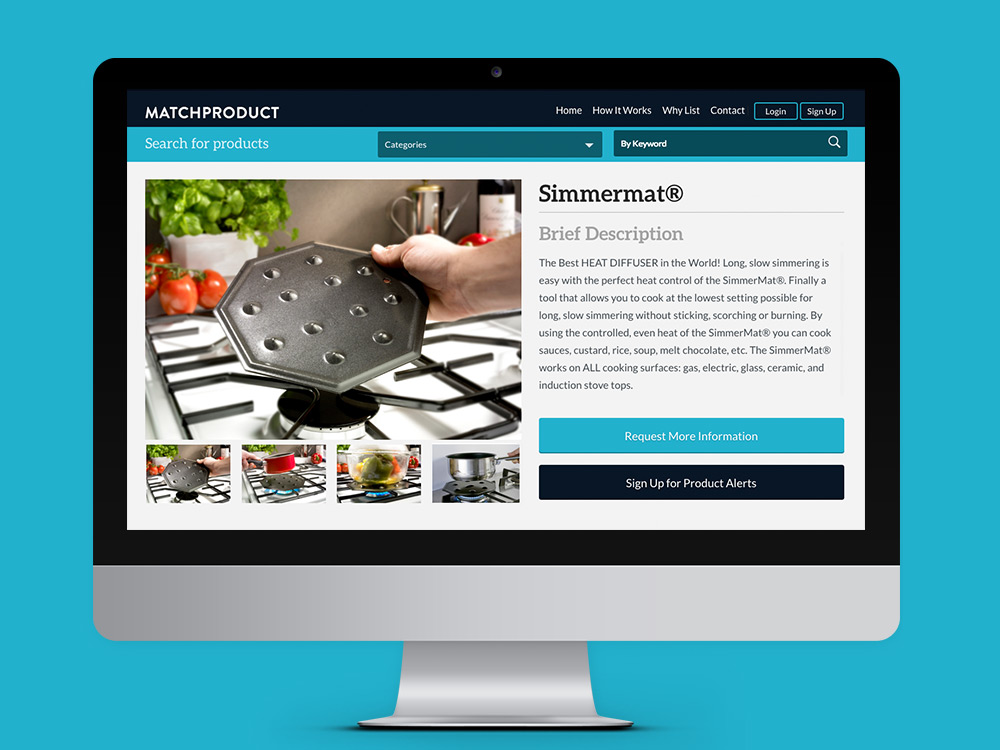 MATCHPRODUCT
Home How It Works Why List Contact Login Sign Up
Search for products
Categories
By Keyword
Simmermat®
Brief Description
The Best HEAT DIFFUSER in the World! Long, slow simmering is
easy with the perfect heat control of the SimmerMat®. Finally a
tool that allows you to cook at the lowest setting possible for
long, slow simmering without sticking, scorching or burning. By
using the controlled, even heat of the SimmerMat® you can cook
sauces, custard, rice, soup, melt chocolate, etc. The SimmerMat®
works on ALL cooking surfaces: gas, electric, glass, ceramic, and
induction stove tops.
Request More Information
Sign Up for Product Alerts